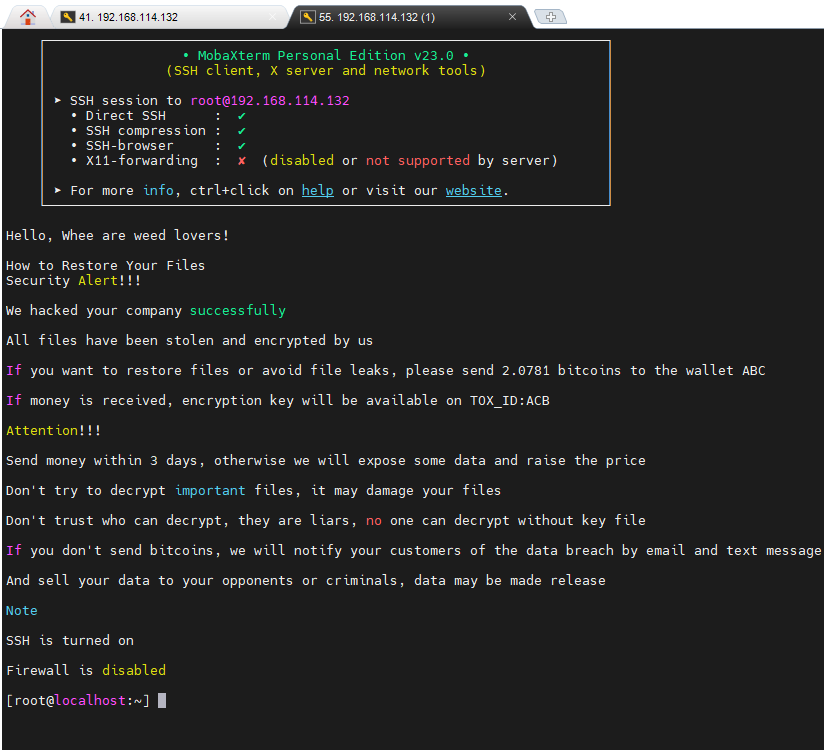 41. 192.168.114.132
55. 192.168.114.132 (1)
• MobaXterm Personal Edition v23.0 •
(SSH client, X server and network tools)
➤ SSH session to root@192.168.114.132
• Direct SSH : ✔
• SSH compression : ✔
• SSH-browser : ✔
• X11-forwarding : ✘ (disabled or not supported by server)
➤ For more info, ctrl+click on help or visit our website.
Hello, Whee are weed lovers!
How to Restore Your Files
Security Alert!!!
We hacked your company successfully
All files have been stolen and encrypted by us
If you want to restore files or avoid file leaks, please send 2.0781 bitcoins to the wallet ABC
If money is received, encryption key will be available on TOX_ID:ACB
Attention!!!
Send money within 3 days, otherwise we will expose some data and raise the price
Don't try to decrypt important files, it may damage your files
Don't trust who can decrypt, they are liars, no one can decrypt without key file
If you don't send bitcoins, we will notify your customers of the data breach by email and text message
And sell your data to your opponents or criminals, data may be made release
Note
SSH is turned on
Firewall is disabled
[root@localhost:~]